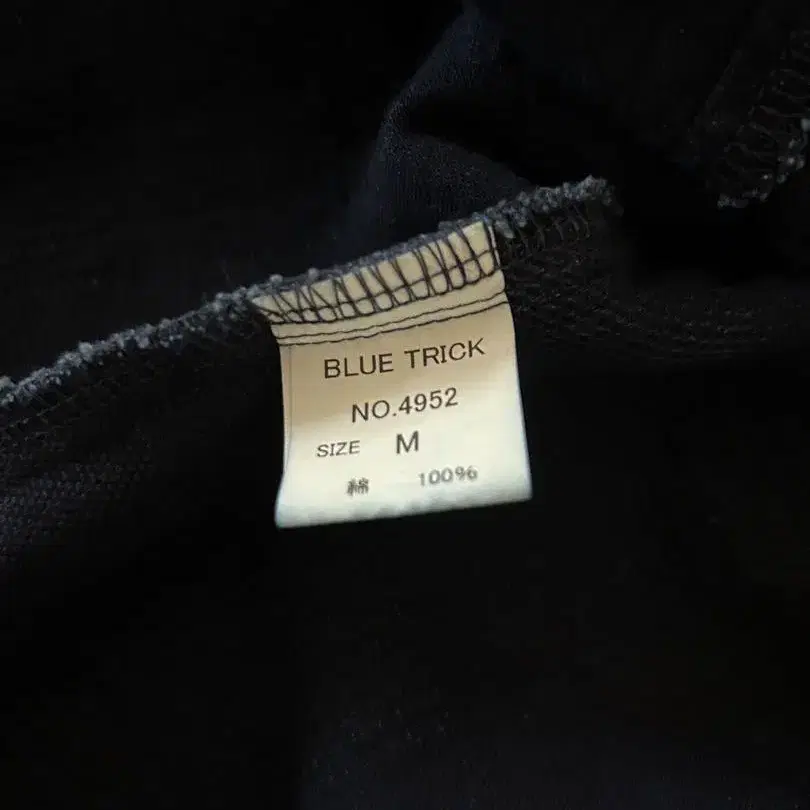 BLUE TRICK
NO.4952
SIZE M
綿 100%